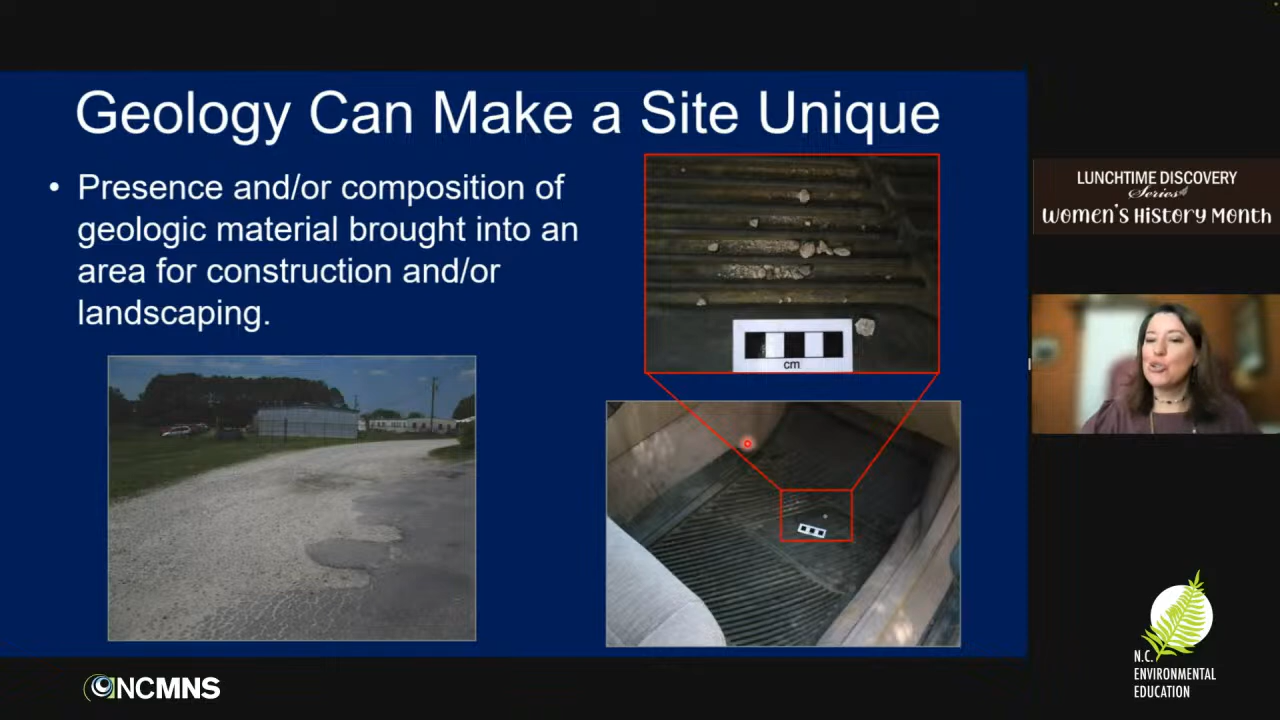 Geology Can Make a Site Unique
• Presence and/or composition of
geologic material brought into an
area for construction and/or
landscaping.
cm
LUNCHTIME DISCOVERY
Series
Women's History Month
NCMNS
N.C.
ENVIRONMENTAL
EDUCATION